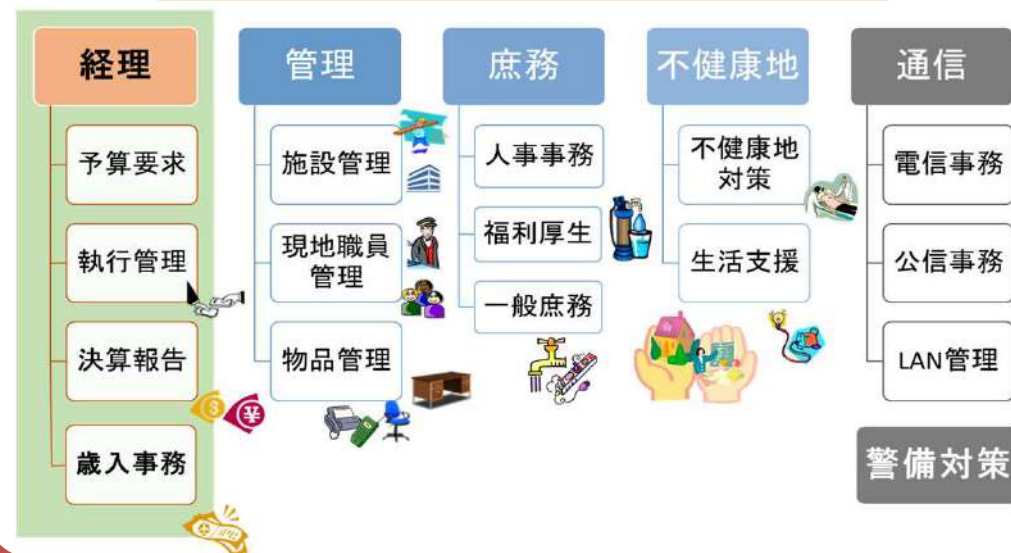 経理
予算要求
執行管理
決算報告
歳入事務
管理
施設管理
現地職員
管理
物品管理
庶務
人事事務
福利厚生
一般庶務
不健康地
不健康地
対策
生活支援
通信
電信事務
公信事務
LAN管理
警備対策